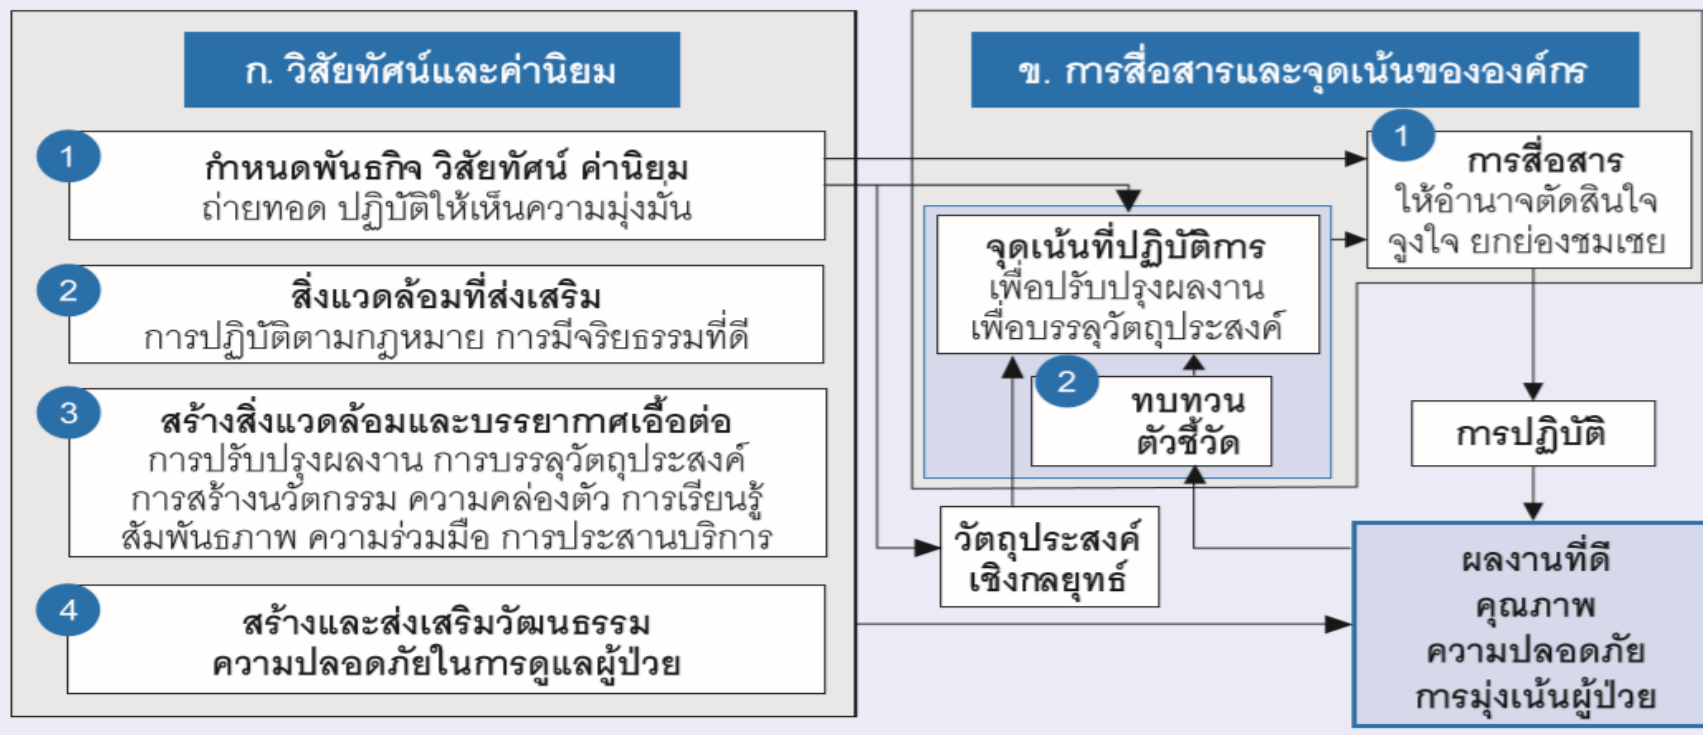 ก. วิสัยทัศน์และค่านิยม
1
กำหนดพันธกิจ วิสัยทัศน์ ค่านิยม
ถ่ายทอด ปฏิบัติให้เห็นความมุ่งมั่น
2
สิ่งแวดล้อมที่ส่งเสริม
การปฏิบัติตามกฎหมาย การมีจริยธรรมที่ดี
3
สร้างสิ่งแวดล้อมและบรรยากาศเอื้อต่อ
การปรับปรุงผลงาน การบรรลุวัตถุประสงค์
การสร้างนวัตกรรม ความคล่องตัว การเรียนรู้
สัมพันธภาพ ความร่วมมือ การประสานบริการ
4
สร้างและส่งเสริมวัฒนธรรม
ความปลอดภัยในการดูแลผู้ป่วย
ข. การสื่อสารและจุดเน้นขององค์กร
1
การสื่อสาร
ให้อำนาจตัดสินใจ
จูงใจ ยกย่องชมเชย
จุดเน้นที่ปฏิบัติการ
เพื่อปรับปรุงผลงาน
เพื่อบรรลุวัตถุประสงค์
2
ทบทวน
ตัวชี้วัด
การปฏิบัติ
วัตถุประสงค์
เชิงกลยุทธ์
ผลงานที่ดี
คุณภาพ
ความปลอดภัย
การมุ่งเน้นผู้ป่วย